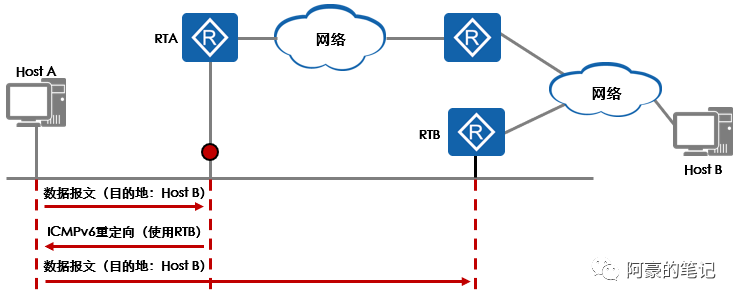 RTA
R
网络
R
Host A
网络
RTB
R
Host B
数据报文（目的地：Host B）
ICMPv6重定向（使用RTB）
数据报文（目的地：Host B）
阿豪的笔记